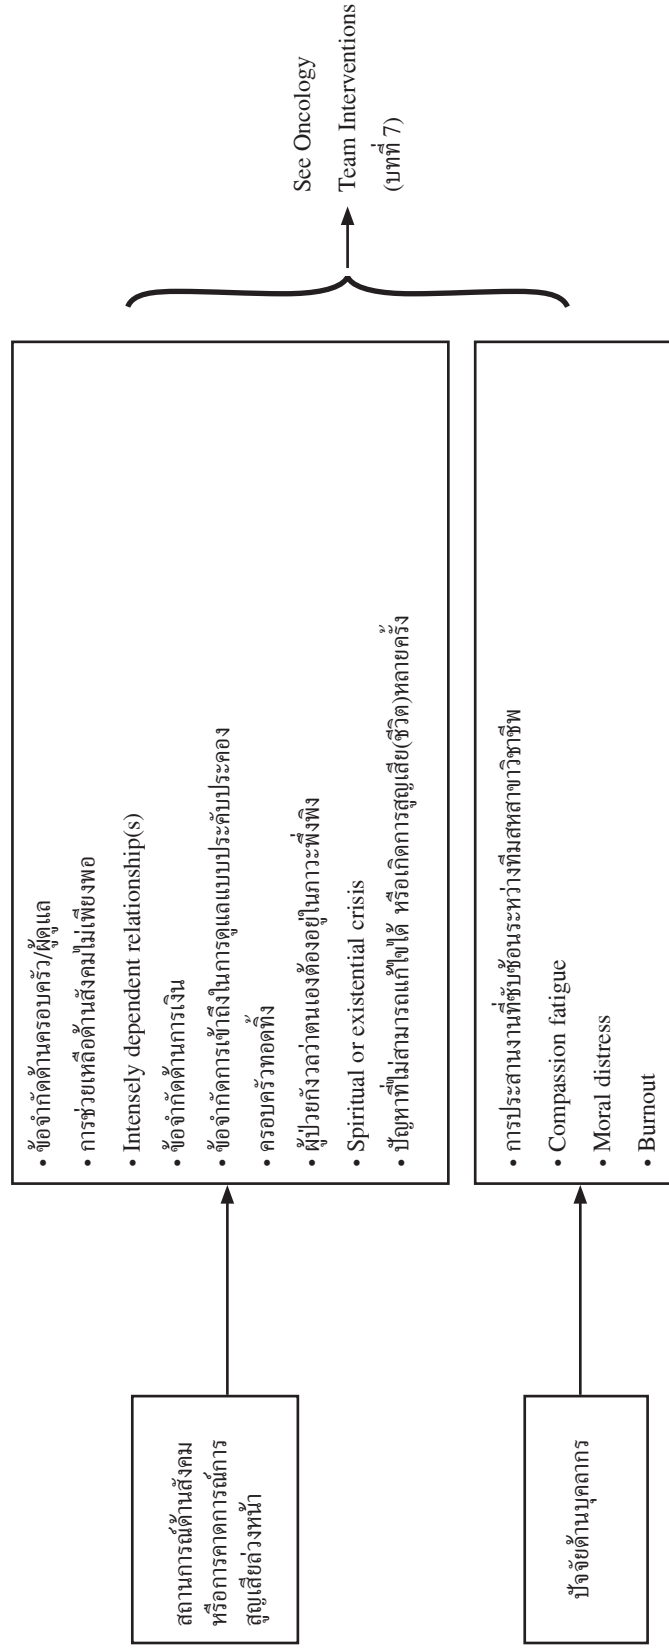 สถานการณ์ด้านสังคม
หรือการคาดการณ์การ
สูญเสียล่วงหน้า
• ข้อจำกัดด้านครอบครัว/ผู้ดูแล
• การช่วยเหลือด้านสังคมไม่เพียงพอ
• Intensely dependent relationship(s)
• ข้อจำกัดด้านการเงิน
• ข้อจำกัดการเข้าถึงในการดูแลแบบประคับประคอง
• ครอบครัวทอดทิ้ง
• ผู้ป่วยกังวลว่าตนเองต้องอยู่ในภาวะพึ่งพิง
• Spiritual or existential crisis
• ปัญหาที่ไม่สามารถแก้ไขได้ หรือเกิดการสูญเสีย(ชีวิต)หลายครั้ง
ปัจจัยด้านบุคลากร
• การประสานงานที่ซับซ้อนระหว่างทีมสหสาขาวิชาชีพ
• Compassion fatigue
• Moral distress
• Burnout
See Oncology
Team Interventions
(บทที่ 7)